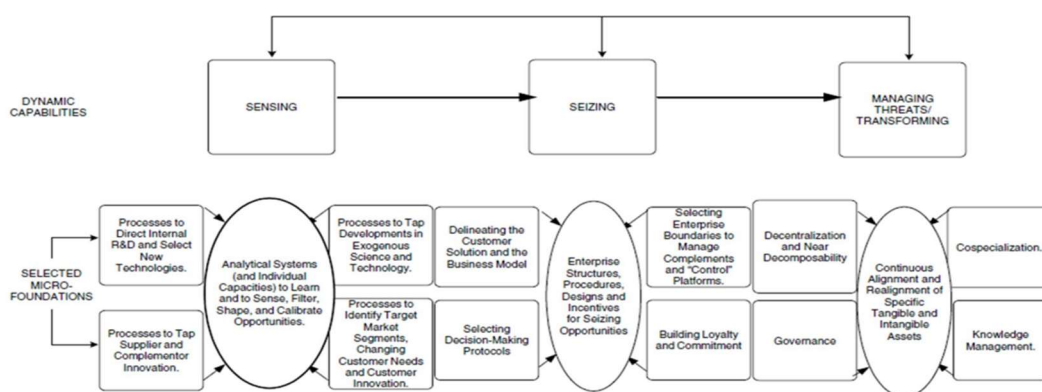 DYNAMIC
CAPABILITIES
SENSING
SEIZING
MANAGING
THREATS/
TRANSFORMING
SELECTED
MICRO-
FOUNDATIONS
Processes to
Direct Internal
R&D and Select
New
Technologies.
Processes to Tap
Supplier and
Complementor
Innovation.
Analytical Systems
(and Individual
Capacities) to Learn
and to Sense, Filter,
Shape, and Calibrate
Opportunities.
Processes to Tap
Developments in
Exogenous
Science and
Technology.
Processes to
Identify Target
Market
Segments,
Changing
Customer Needs
and Customer
Innovation.
Delineating the
Customer
Solution and the
Business Model
Selecting
Decision-Making
Protocols
Enterprise
Structures,
Procedures,
Designs and
Incentives
for Seizing
Opportunities
Selecting
Enterprise
Boundaries to
Manage
Complements
and “Control”
Platforms.
Building Loyalty
and Commitment
Decentralization
and Near
Decomposability
Governance
Continuous
Alignment and
Realignment of
Specific
Tangible and
Intangible
Assets
Cospecialization.
Knowledge
Management.